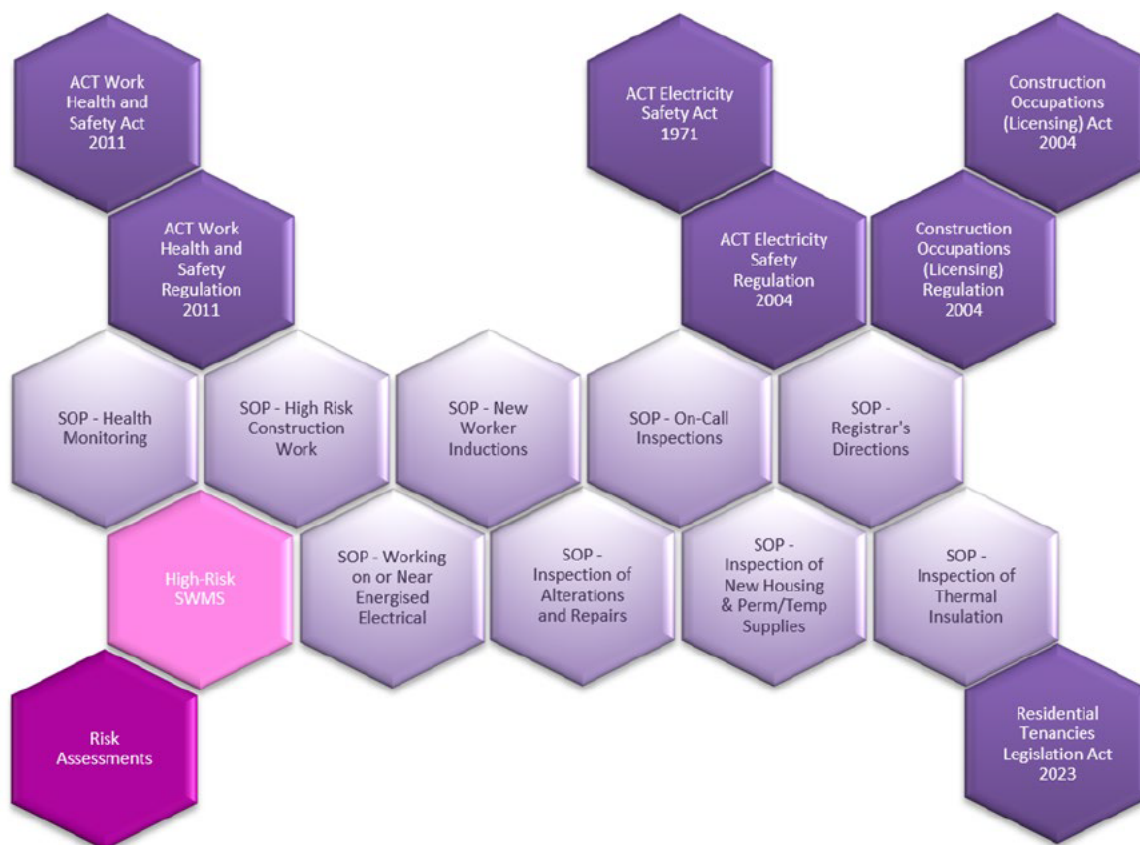 ACT Work
Health and
Safety Act
2011
ACT Electricity
Safety Act
1971
Construction
Occupations
(Licensing) Act
2004
ACT Work
Health and
Safety
Regulation
2011
ACT Electricity
Safety
Regulation
2004
Construction
Occupations
(Licensing)
Regulation
2004
SOP - Health
Monitoring
SOP - High Risk
Construction
Work
SOP - New
Worker
Inductions
SOP - On-Call
Inspections
SOP -
Registrar's
Directions
High-Risk
SWMS
SOP - Working
on or Near
Energised
Electrical
SOP -
Inspection of
Alterations
and Repairs
SOP -
Inspection of
New Housing
& Perm/Temp
Supplies
SOP -
Inspection of
Thermal
Insulation
Risk
Assessments
Residential
Tenancies
Legislation Act
2023